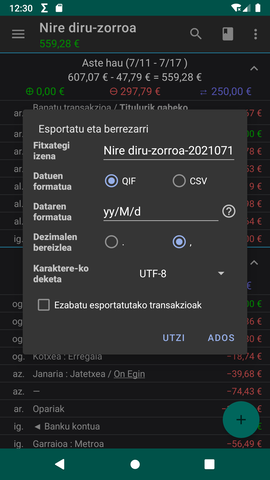 12:30
Nire diru-zorroa
559,28 €
Aste hau (7/11 - 7/17 )
607,07 € - 47,79 € = 559,28 €
0,00 € 297,79 € 250,00 €
Banatu transakzioa / Titulurik gabeko
Esportatu eta berrezarri
Fitxategi izena
Nire diru-zorroa-2021071
Datuen formatua
QIF CSV
Dataren formatua
yy/M/d
Dezimalen bereizlea
. ,
Karaktere-ko deketa
UTF-8
Ezabatu esportatutako transakzioak
UTZI ADOS
og. Kotxea : Erregaia −18,74 €
az. Janaria : Jatetxea / On Egin −39,68 €
az. — −74,43 €
ar. Opariak
ig. ◄ Banku kontua
ig. Garraioa : Metroa −56,49 €